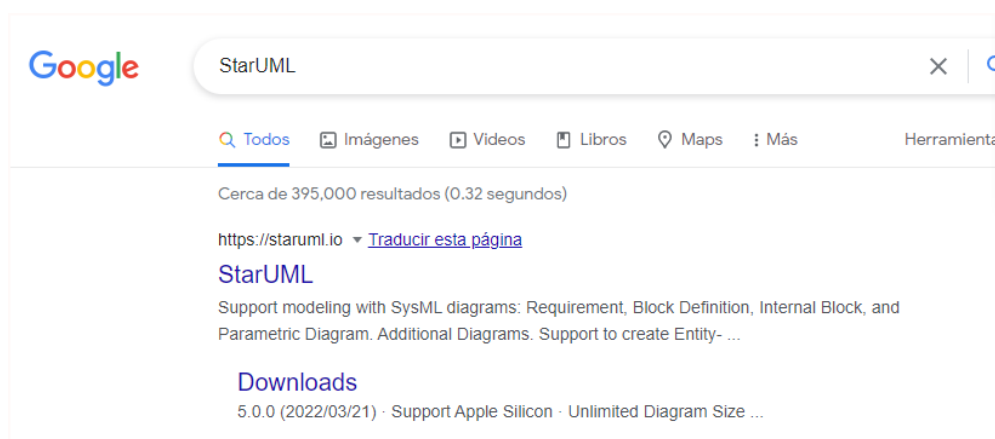 Google
StarUML
Todos Imágenes Videos Libros Maps Más Herramienta
Cerca de 395,000 resultados (0.32 segundos)
https://staruml.io Traducir esta página
StarUML
Support modeling with SysML diagrams: Requirement, Block Definition, Internal Block, and
Parametric Diagram. Additional Diagrams. Support to create Entity- ...
Downloads
5.0.0 (2022/03/21) · Support Apple Silicon · Unlimited Diagram Size ...